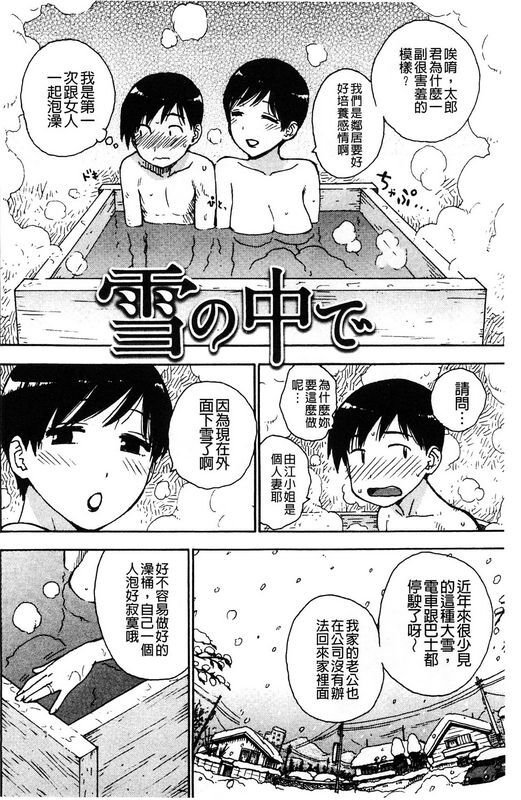 唉唷，太郎
君為什麼一
副很害羞的
模樣?
我們是鄰居要好
好培養感情啊
我是第一
次跟女人
一起泡澡
ちゃぷ…
雪の中で
請問…
為什麼妳
要這麼做
呢…
由江小姐是
個人妻耶
因為現在外
面下雪了啊
近年來很少見
的這種大雪，
電車跟巴士都
停駛了呀~
我家的老公也
在公司沒有辦
法回來家裡面
好不容易做好的
澡桶，自己一個
人泡好寂寞哦